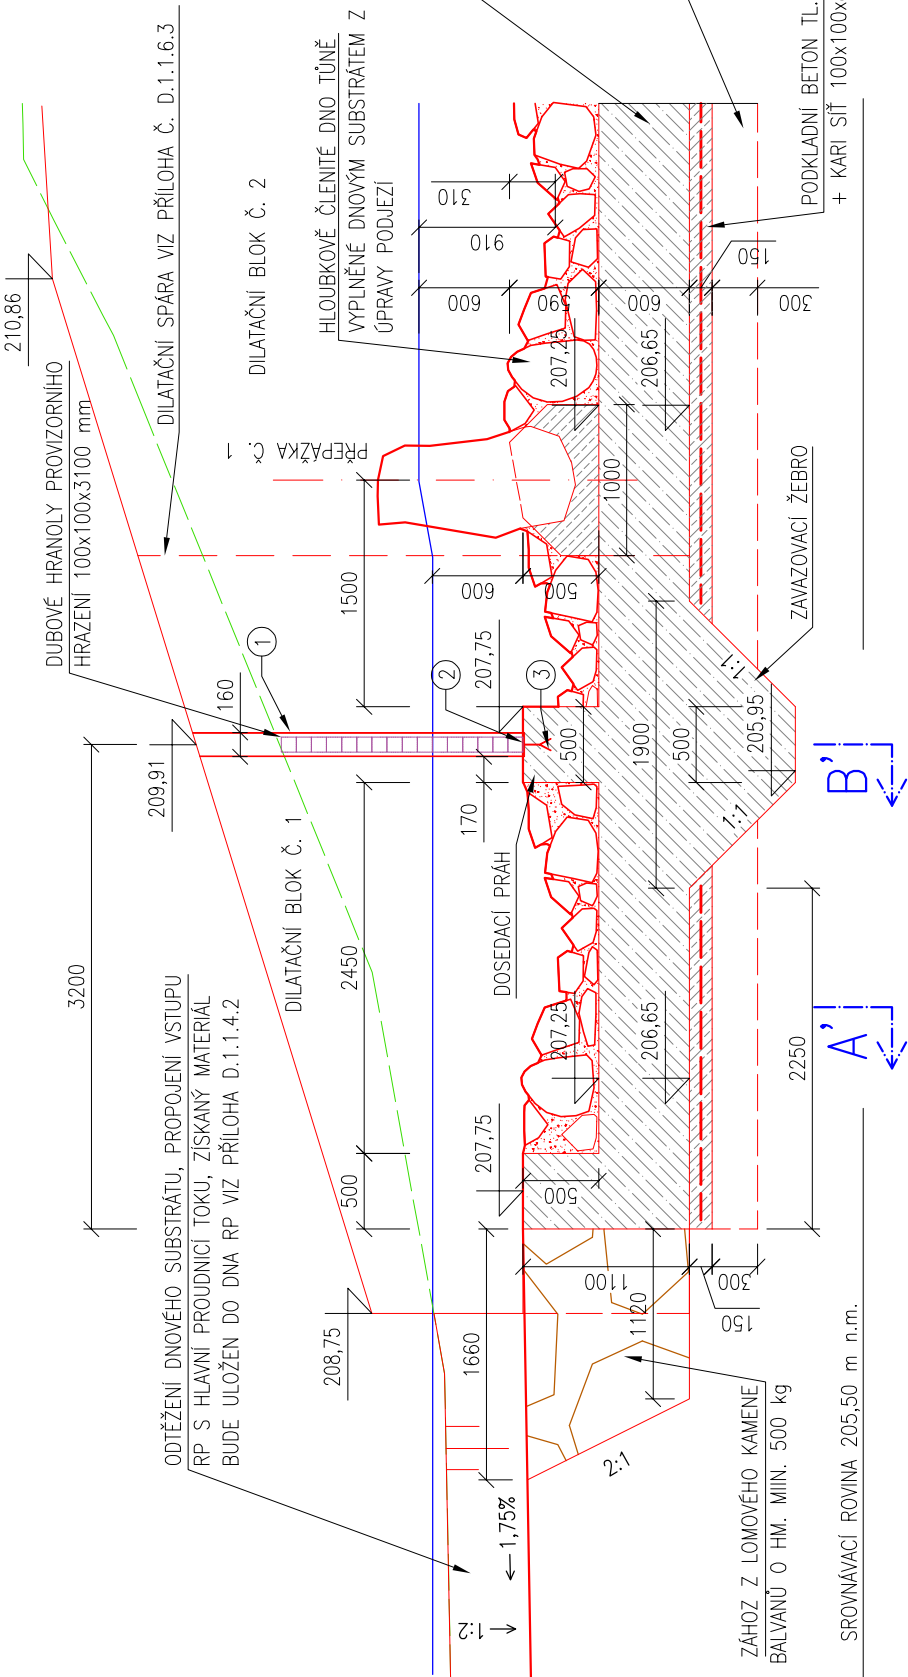 210,86
DILATAČNÍ SPÁRA VIZ PŘÍLOHA Č. D.1.1.6.3
DUBOVÉ HRANOLY PROVIZORNÍHO
HRAZENÍ 100x100x3100 mm
DILATAČNÍ BLOK Č. 2
HLOUBKOVĚ ČLENITÉ DNO TŮNĚ
VYPLNĚNÉ DNOVÝM SUBSTRÁTEM Z
ÚPRAVY PODJEZÍ
PODKLADNÍ BETON TL.
+ KARI SÍŤ 100x100x
PŘEPÁŽKA Č. 1
310
910
600
590
600
150
300
207,25
206,65
1000
1500
600
500
ZAVAZOVACÍ ŽEBRO
160
1
2
3
207,75
209,91
3200
DILATAČNÍ BLOK Č. 1
2450
170
DOSEDACÍ PRÁH
500
1900
500
205,95
1:1
1:1
B'
A'
2250
ODTĚŽENÍ DNOVÉHO SUBSTRÁTU, PROPOJENÍ VSTUPU
RP S HLAVNÍ PROUDNICÍ TOKU, ZÍSKANÝ MATERIÁL
BUDE ULOŽEN DO DNA RP VIZ PŘÍLOHA D.1.1.4.2
500
207,75
207,25
206,65
500
208,75
1660
1100
1120
300
150
2:1
1,75%
1:2
ZÁHOZ Z LOMOVÉHO KAMENE
BALVANŮ O HM. MIIN. 500 kg
SROVNÁVACÍ ROVINA 205,50 m n.m.